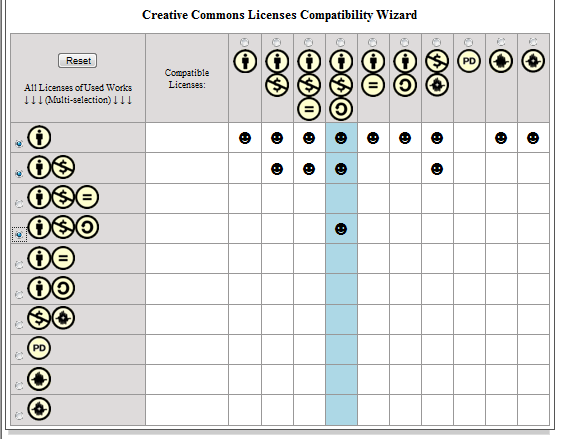 Creative Commons Licenses Compatibility Wizard
Reset
All Licenses of Used Works
↓↓↓ (Multi-selection) ↓↓↓
Compatible
Licenses:
PD
PD